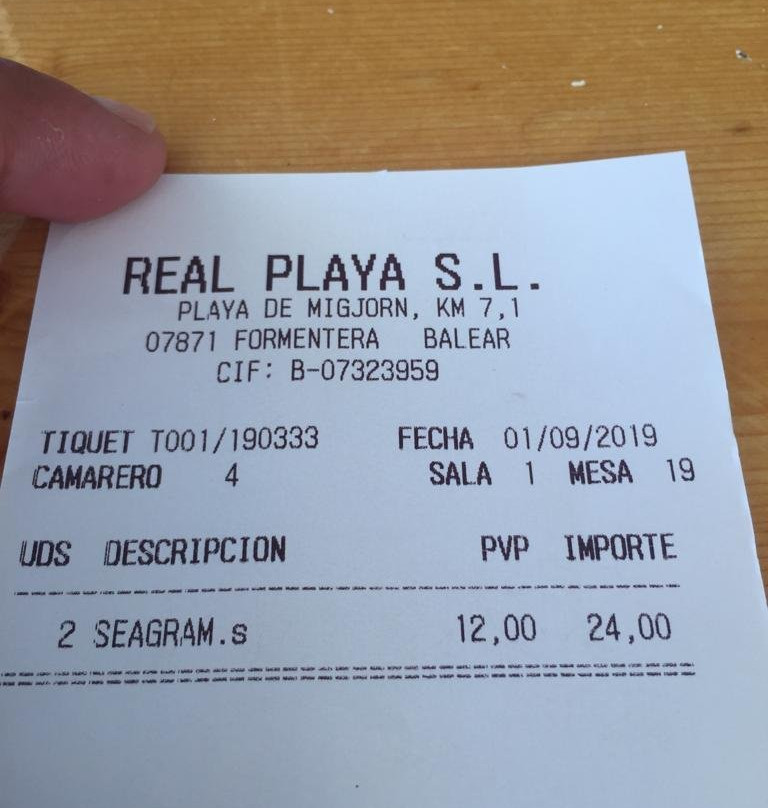 REAL PLAYA S.L.
PLAYA DE MIGJORN, KM 7,1
07871 FORMENTERA BALEAR
CIF: B-07323959
TIQUET T001/190333 FECHA 01/09/2019
CAMARERO 4 SALA 1 MESA 19
UDS DESCRIPCION PVP IMPORTE
2 SEAGRAM.s 12,00 24,00